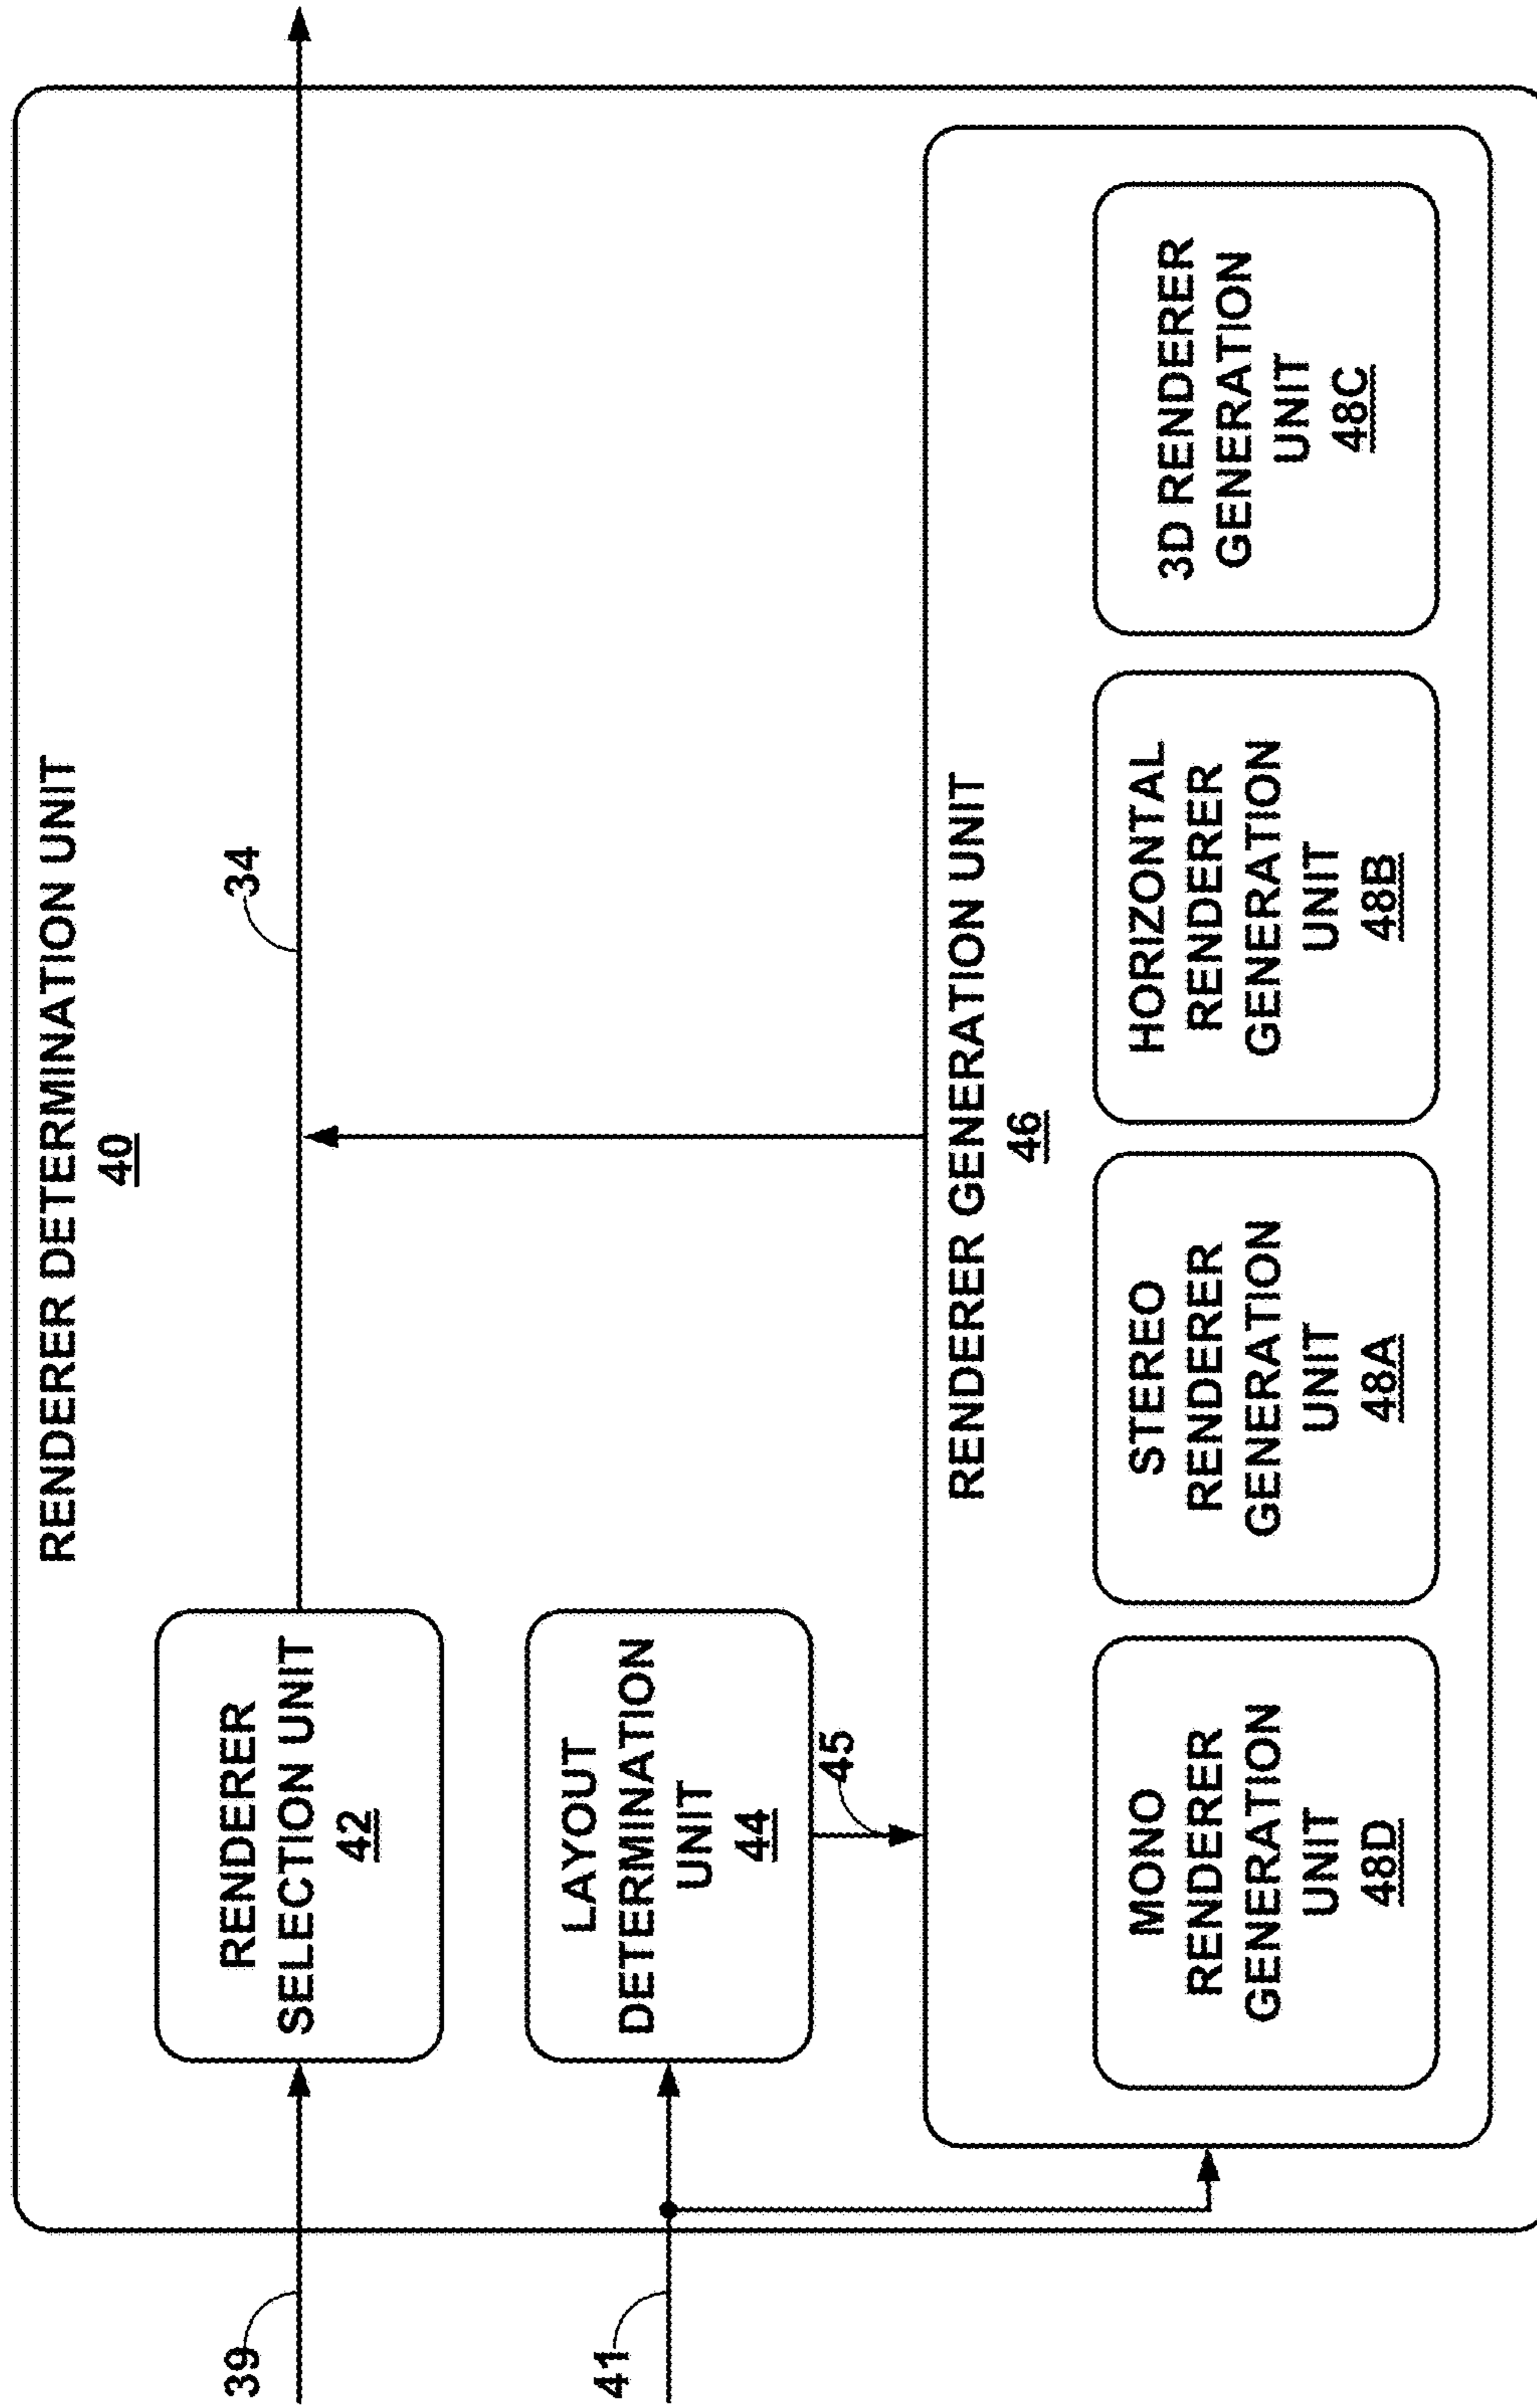 RENDERER DETERMINATION UNIT
40
39
RENDERER
SELECTION UNIT
42
34
41
LAYOUT
DETERMINATION
UNIT
44
45
RENDERER GENERATION UNIT
46
MONO
RENDERER
GENERATION
UNIT
48D
STEREO
RENDERER
GENERATION
UNIT
48A
HORIZONTAL
RENDERER
GENERATION
UNIT
48B
3D RENDERER
GENERATION
UNIT
48C